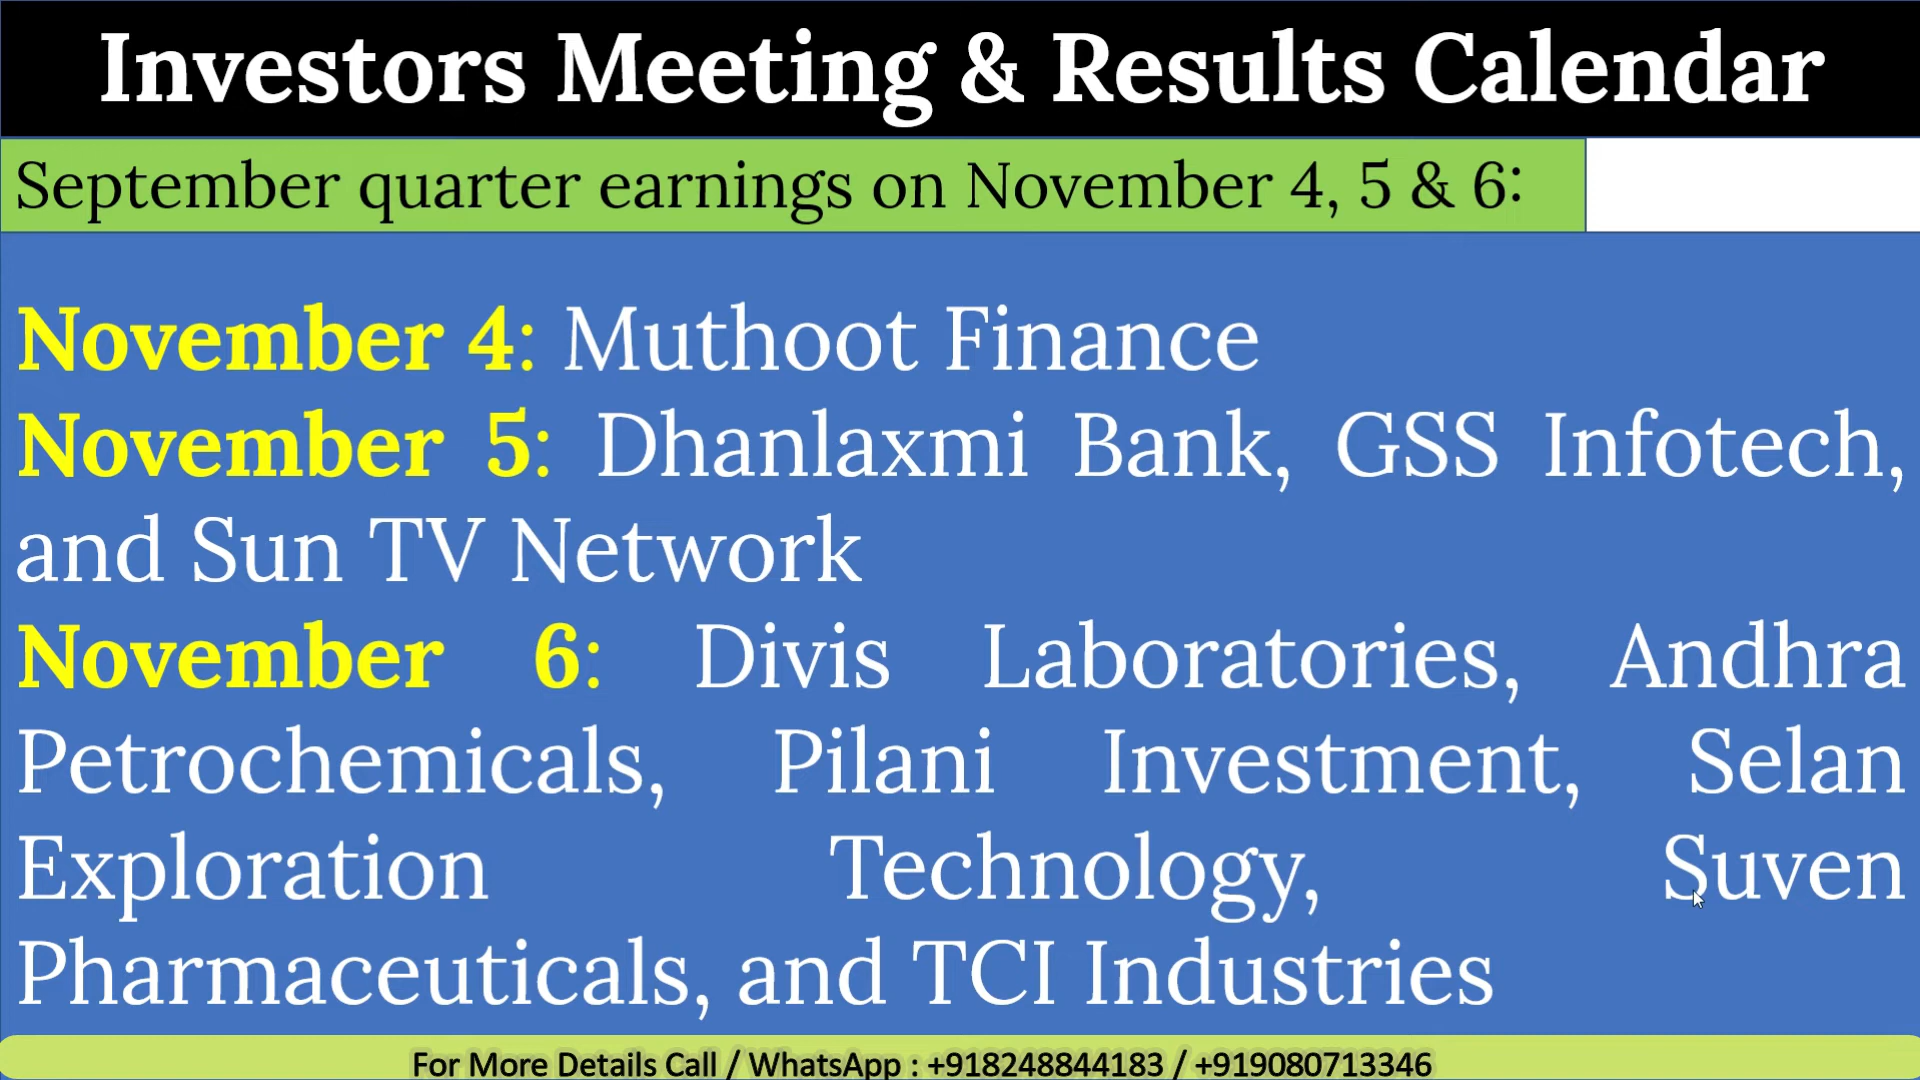 Investors Meeting & Results Calendar
September quarter earnings on November 4, 5 & 6:
November 4: Muthoot Finance
November 5: Dhanlaxmi Bank, GSS Infotech,
and Sun TV Network
November 6: Divis Laboratories, Andhra
Petrochemicals, Pilani Investment, Selan
Exploration Technology, Suven
Pharmaceuticals, and TCI Industries
For More Details Call / WhatsApp : +918248844183 / +919080713346